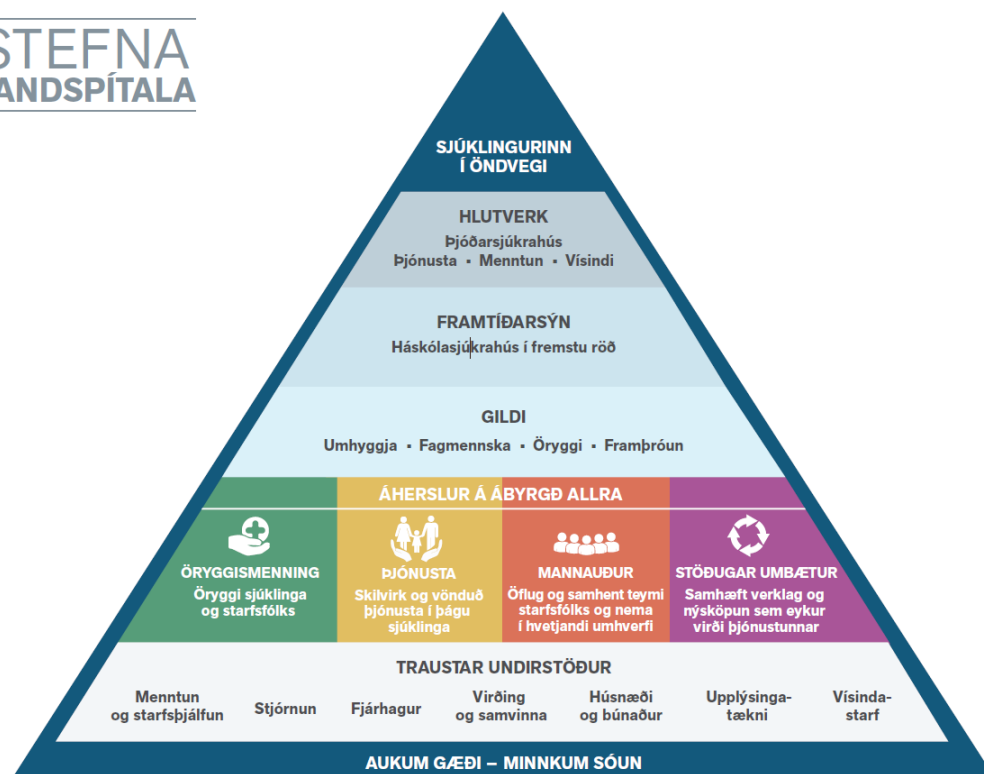 STEFNA
ANDSPÍTALA
SJÚKLINGURINN
Í ÖNDVEGI
HLUTVERK
Þjóðarsjúkrahús
Þjónusta ▪ Menntun ▪ Vísindi
FRAMTÍÐARSÝN
Háskólasjúkrahús í fremstu röð
GILDI
Umhyggja ▪ Fagmennska ▪ Öryggi ▪ Framþróun
ÁHERSLUR Á ÁBYRGÐ ALLRA
ÖRYGGISMENNING
Öryggi sjúklinga
og starfsfólks
ÞJÓNUSTA
Skilvirk og vönduð
þjónusta í þágu
sjúklinga
MANNAUÐUR
Öflug og samhent teymi
starfsfólks og nema
í hvetjandi umhverfi
STÖÐUGAR UMBÆTUR
Samhæft verklag og
nýsköpun sem eykur
virði þjónustunnar
TRAUSTAR UNDIRSTÖÐUR
Menntun
og starfsþjálfun
Stjórnun
Fjárhagur
Virðing
og samvinna
Húsnæði
og búnaður
Upplýsinga-
tækni
Vísinda-
starf
AUKUM GÆÐI – MINNKUM SÓUN